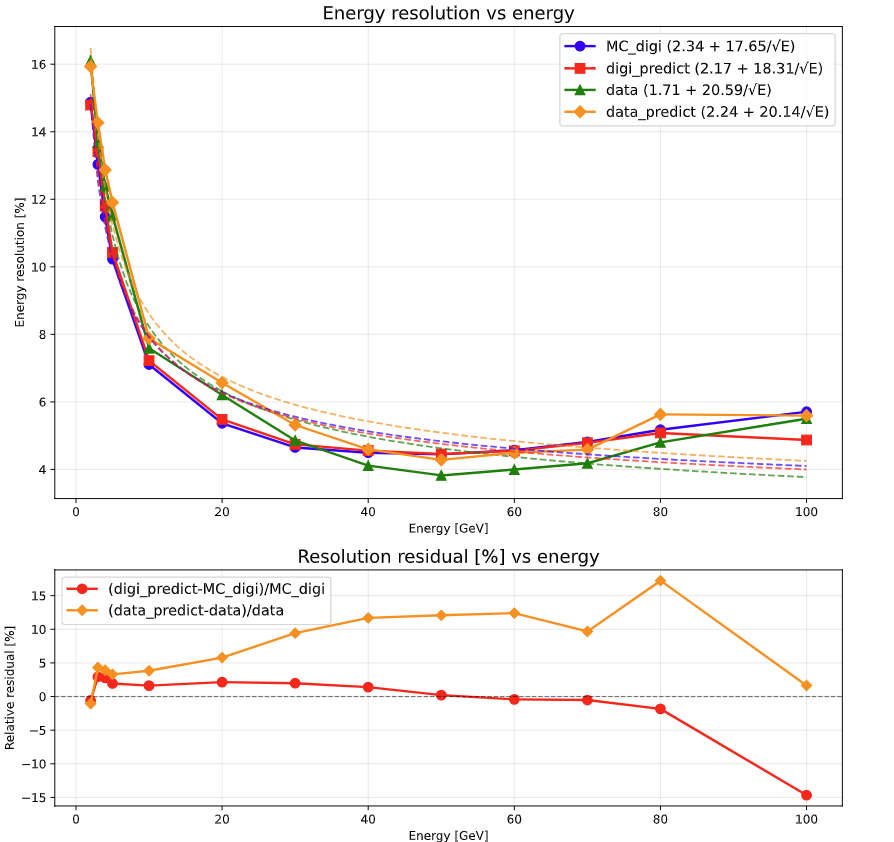 Energy resolution vs energy
MC_digi (2.34 + 17.65/√E)
digi_predict (2.17 + 18.31/√E)
data (1.71 + 20.59/√E)
data_predict (2.24 + 20.14/√E)
Energy resolution [%]
16
14
12
10
8
6
4
0 20 40 60 80 100
Energy [GeV]
Resolution residual [%] vs energy
(digi_predict-MC_digi)/MC_digi
(data_predict-data)/data
Relative residual [%]
15
10
5
0
−5
−10
−15
0 20 40 60 80 100
Energy [GeV]